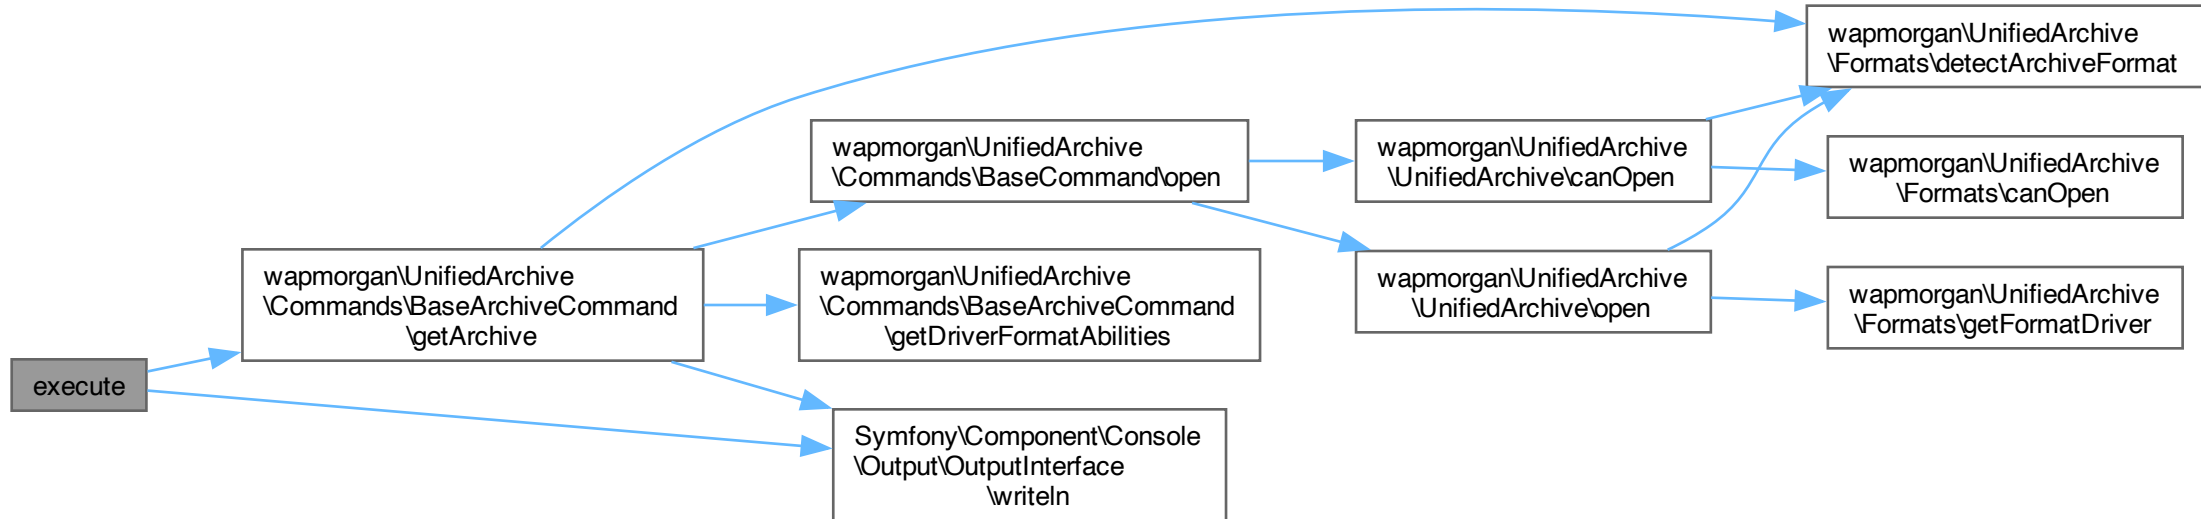 execute
wapmorgan\UnifiedArchive
\Commands\BaseArchiveCommand
\getArchive
wapmorgan\UnifiedArchive
\Commands\BaseCommand\open
wapmorgan\UnifiedArchive
\Commands\BaseArchiveCommand
\getDriverFormatAbilities
Symfony\Component\Console
\Output\OutputInterface
\writeln
wapmorgan\UnifiedArchive
\UnifiedArchive\canOpen
wapmorgan\UnifiedArchive
\UnifiedArchive\open
wapmorgan\UnifiedArchive
\Formats\detectArchiveFormat
wapmorgan\UnifiedArchive
\Formats\canOpen
wapmorgan\UnifiedArchive
\Formats\getFormatDriver